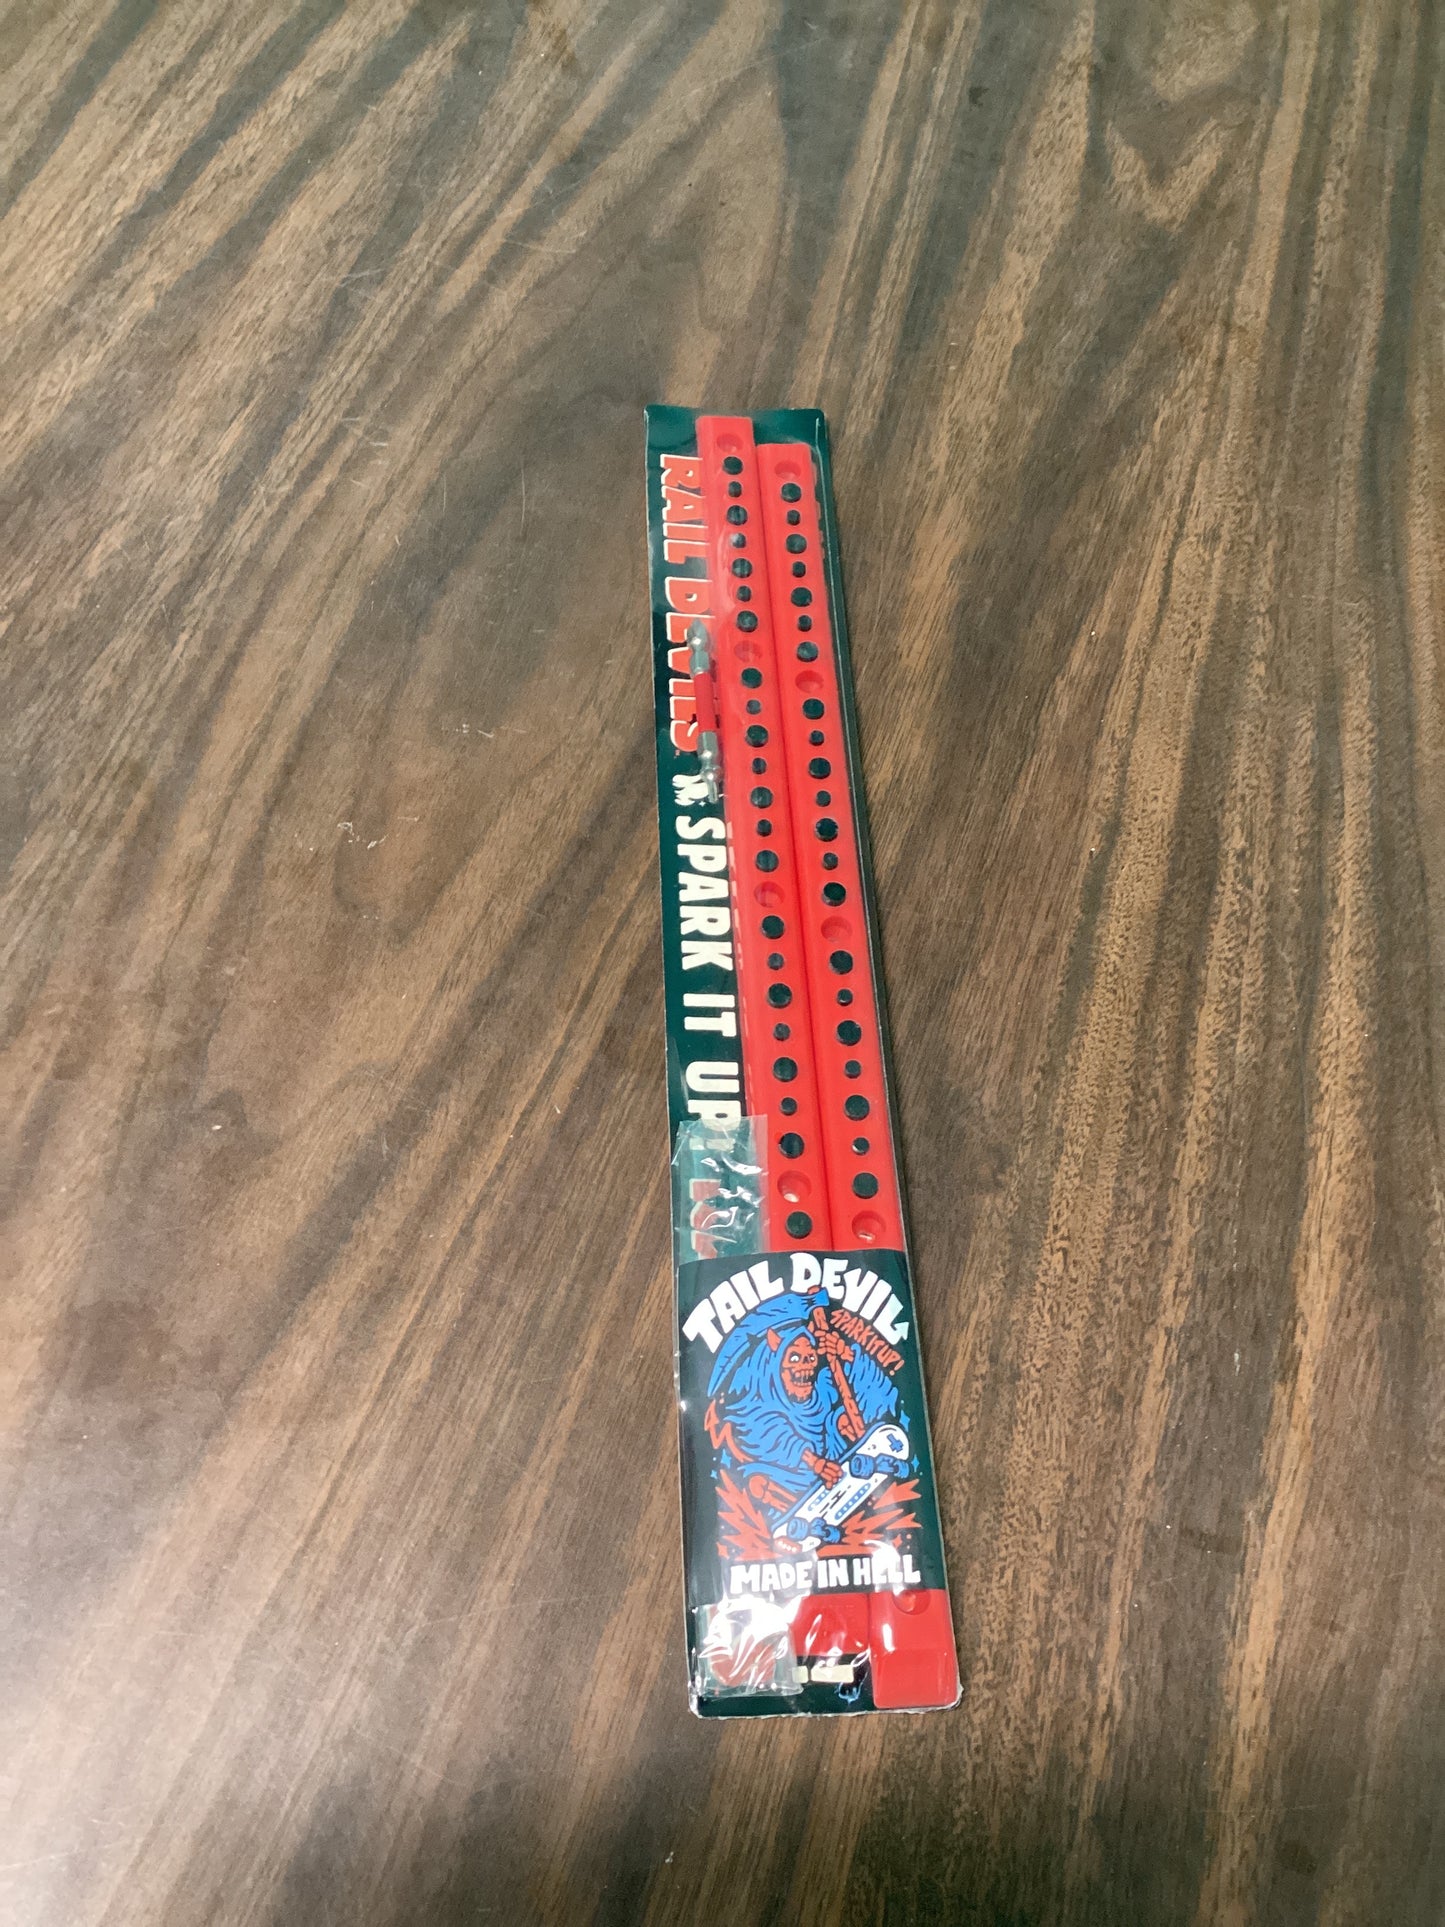 RAIL DEVILS
SPARK IT UP
TAIL DEVIL
SPARK IT UP!
MADE IN HELL